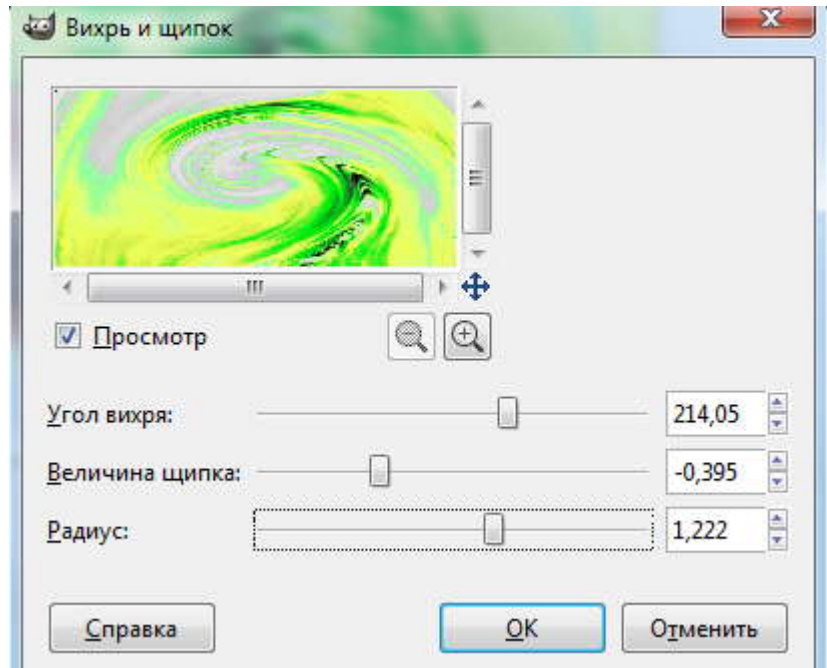 Вихрь и щипок
Просмотр
Угол вихря: 214,05
Величина щипка: -0,395
Радиус: 1,222
Справка OK Отменить